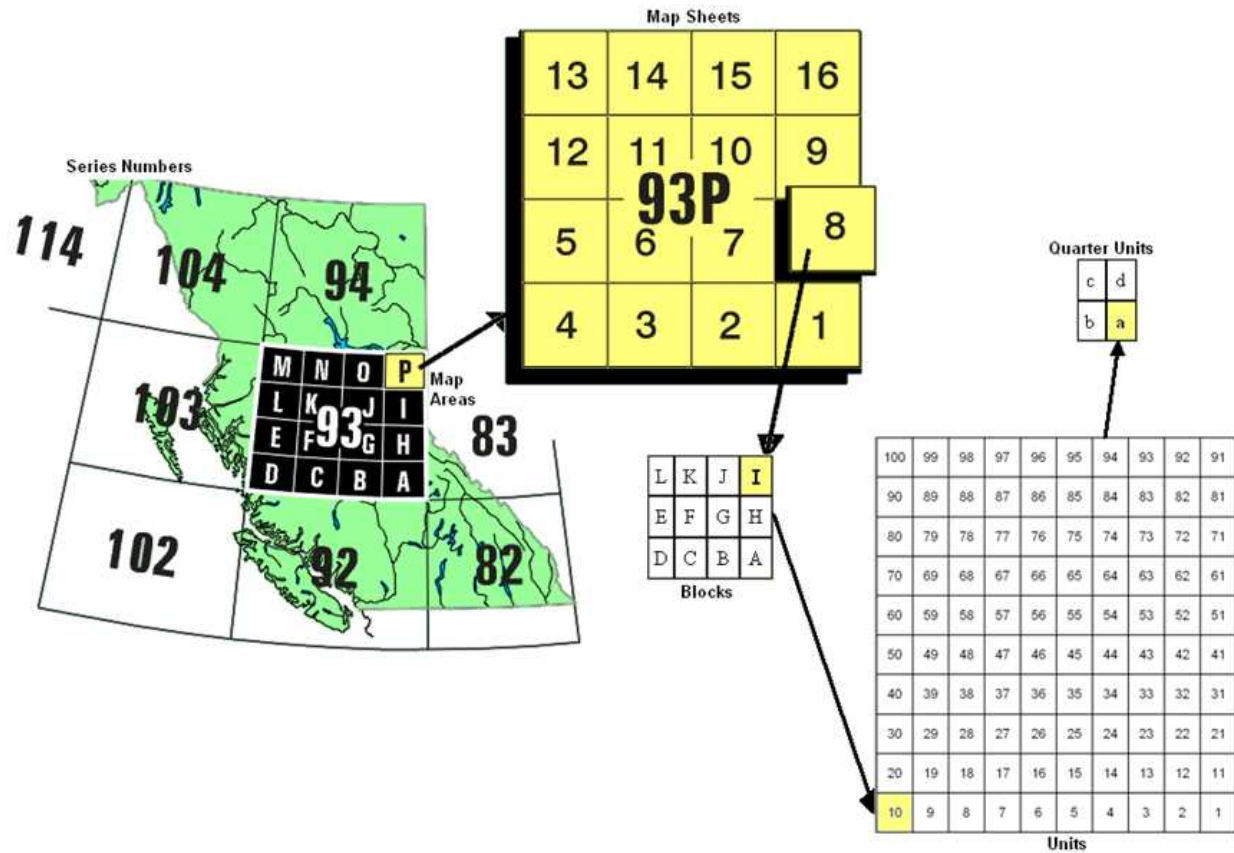 Map Sheets
13 14 15 16
12 11 10 9
93P
8
5 6 7
4 3 2 1
Series Numbers
114
104
94
103
83
102
92
82
M N O P
L K J I
93
E F G H
D C B A
Map
Areas
L K J I
E F G H
D C B A
Blocks
Quarter Units
c d
b a
100 99 98 97 96 95 94 93 92 91
90 89 88 87 86 85 84 83 82 81
80 79 78 77 76 75 74 73 72 71
70 69 68 67 66 65 64 63 62 61
60 59 58 57 56 55 54 53 52 51
50 49 48 47 46 45 44 43 42 41
40 39 38 37 36 35 34 33 32 31
30 29 28 27 26 25 24 23 22 21
20 19 18 17 16 15 14 13 12 11
10 9 8 7 6 5 4 3 2 1
Units